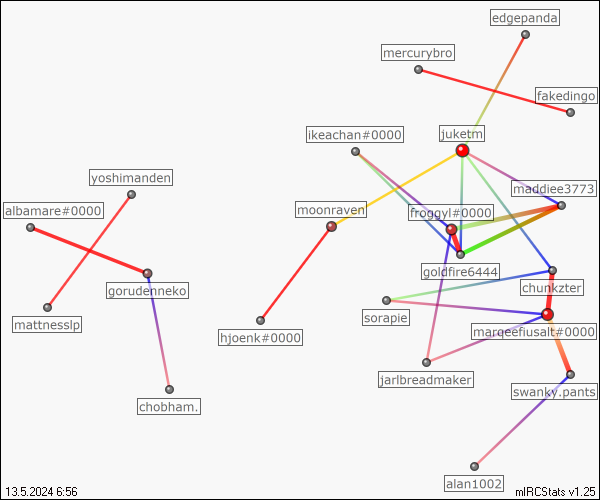 edgepanda
mercurybro
fakedingo
ikeachan#0000
juketm
yoshimanden
maddiee3773
albamare#0000
moonraven
froggyl#0000
goldfire6444
gorudenneko
chunkzter
sorapie
mattnesslp
hjoenk#0000
marqeefiusalt#0000
jarlbreadmaker
swanky.pants
chobham.
alan1002
13.5.2024 6:56
mIRCStats v1.25